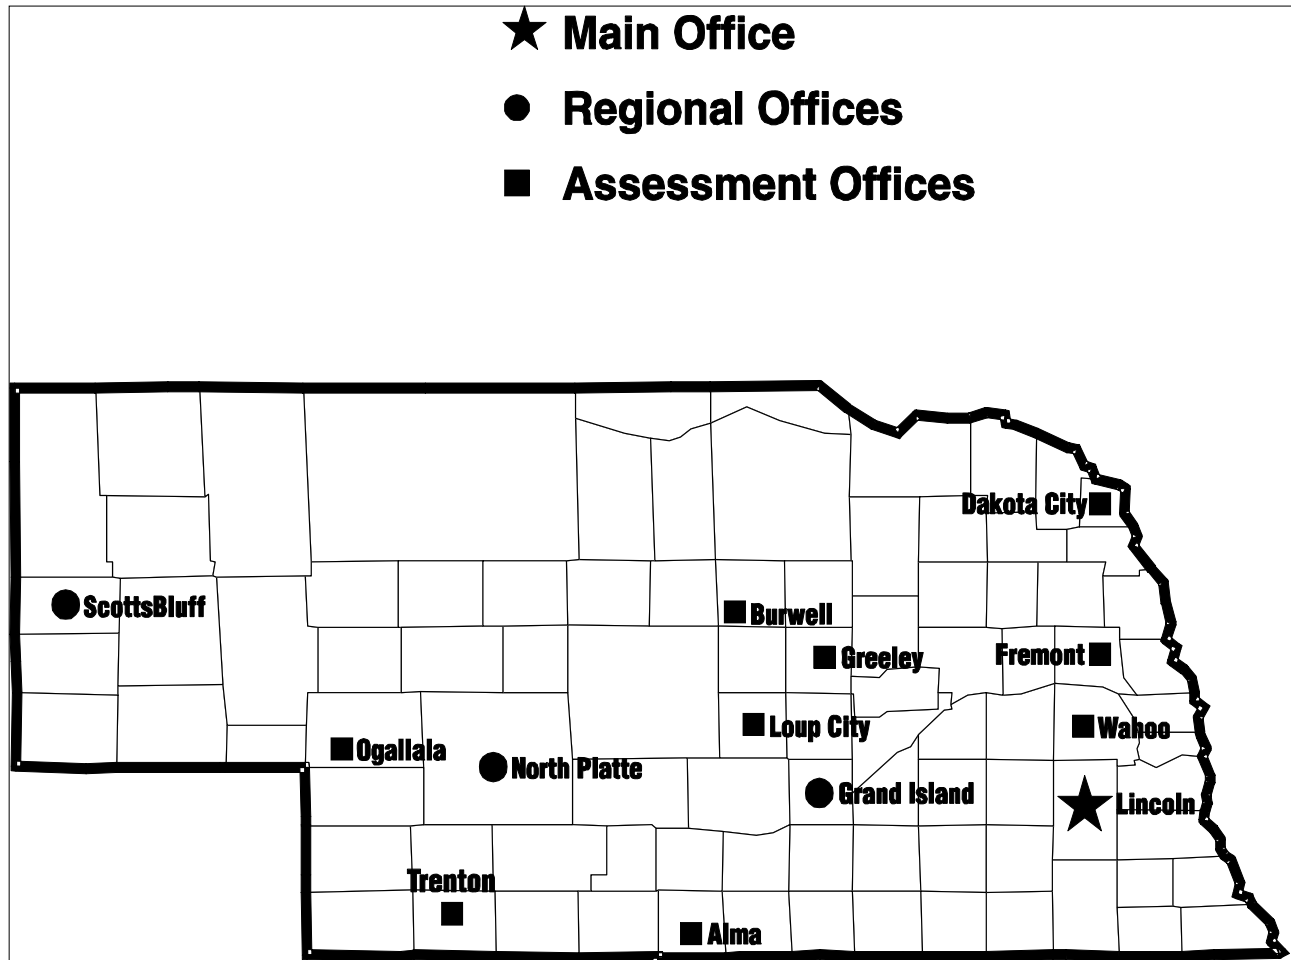 Main Office
Regional Offices
Assessment Offices
Dakota City
ScottsBluff
Burwell
Greeley
Fremont
Loup City
Wahoo
Ogallala
North Platte
Grand Island
Lincoln
Trenton
Alma